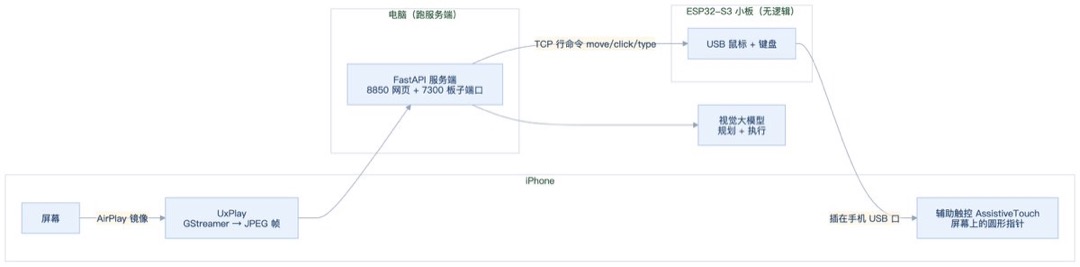 电脑（跑服务端）
ESP32-S3 小板（无逻辑）
TCP 行命令 move/click/type
USB 鼠标 + 键盘
FastAPI 服务端
8850 网页 + 7300 板子端口
视觉大模型
规划 + 执行
iPhone
屏幕
AirPlay 镜像
UxPlay
GStreamer → JPEG 帧
插在手机 USB 口
辅助触控 AssistiveTouch
屏幕上的圆形指针